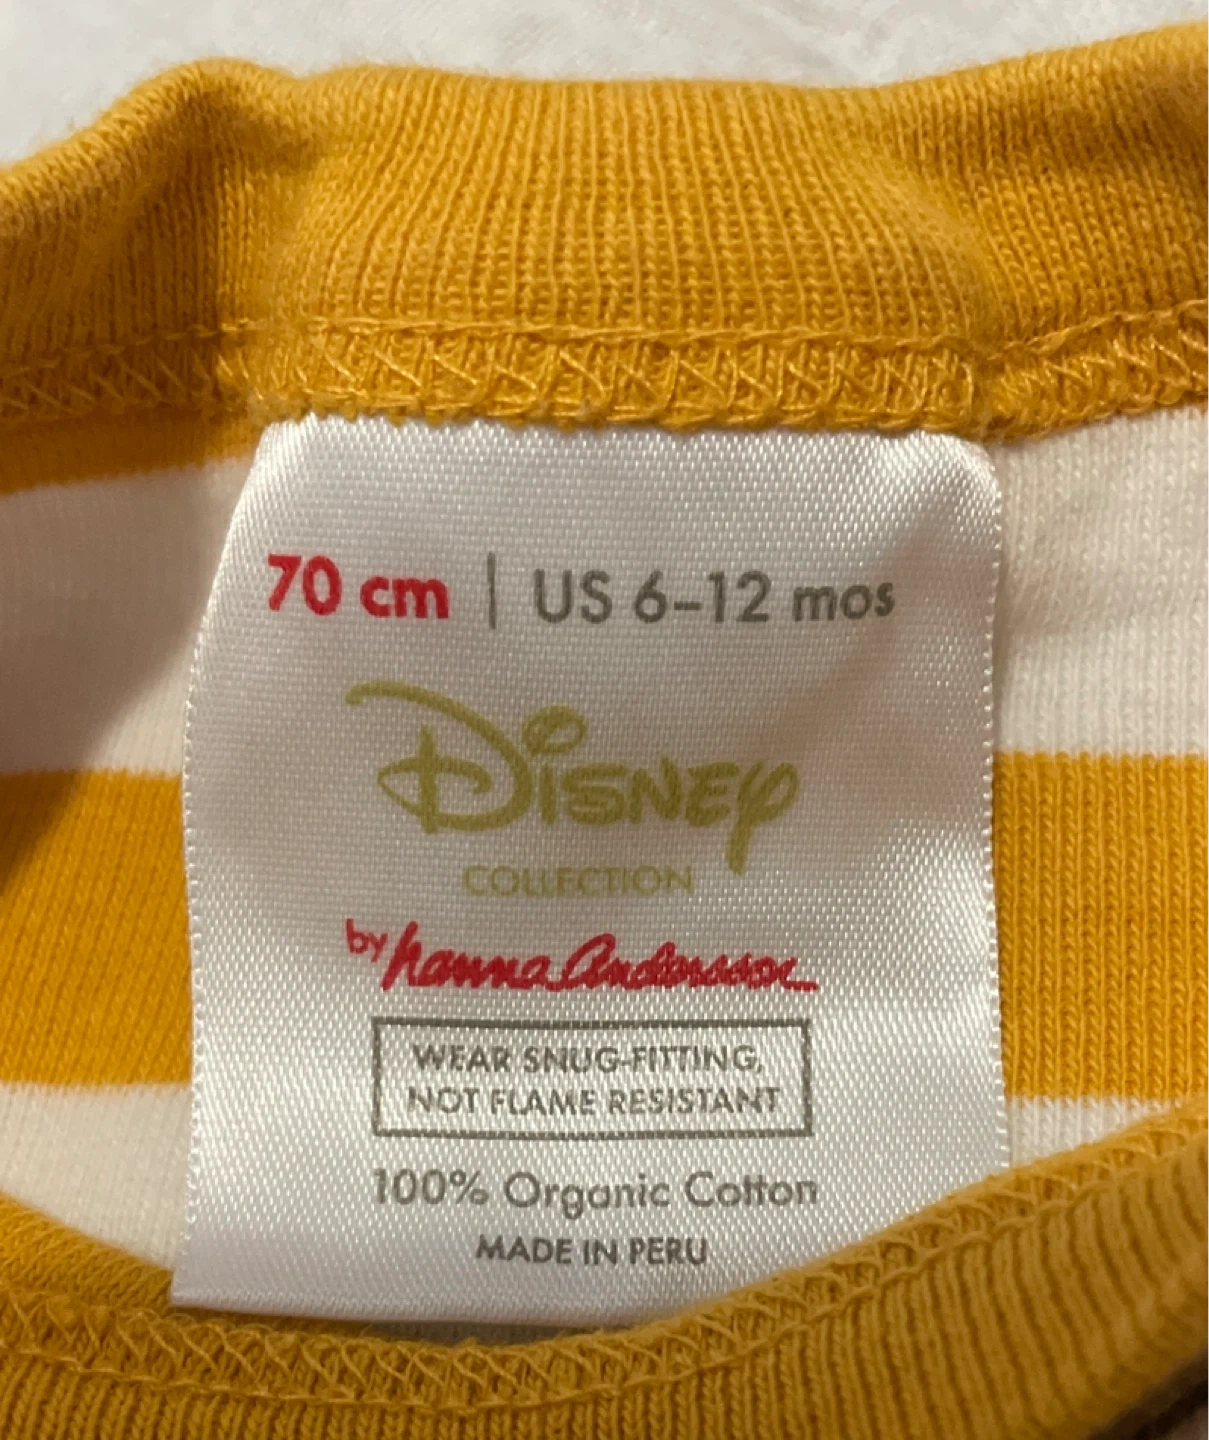 70 cm | US 6-12 mos
Disney
COLLECTION
by hanna Andersson
WEAR SNUG-FITTING,
NOT FLAME RESISTANT
100% Organic Cotton
MADE IN PERU